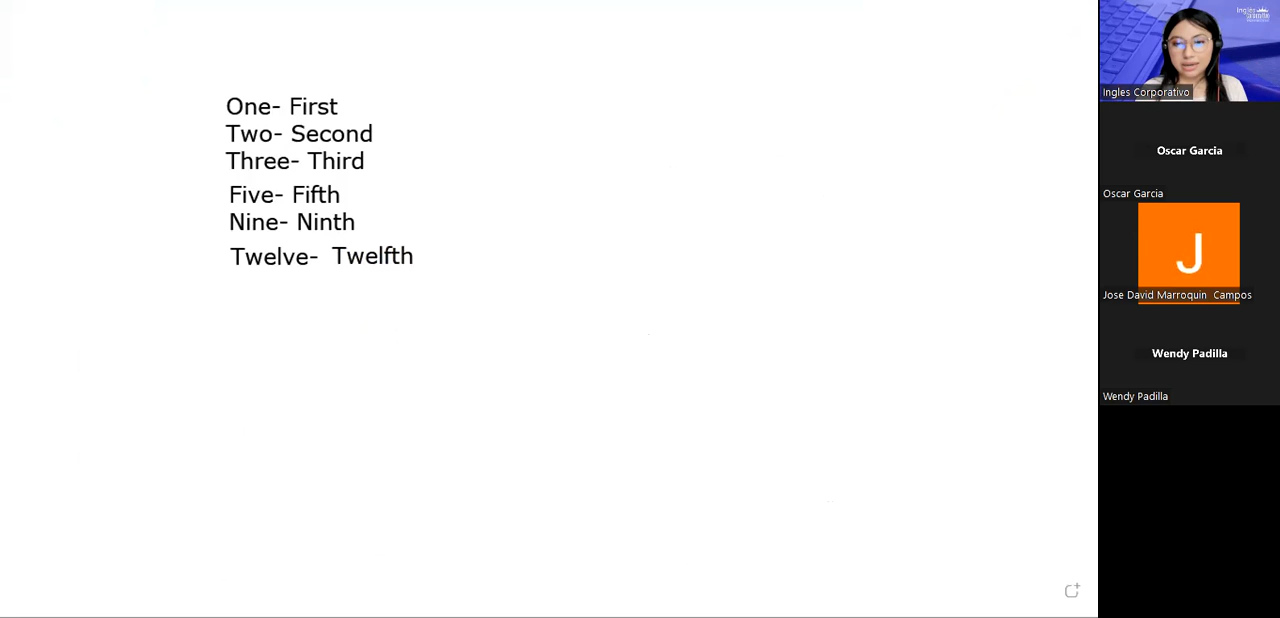 One- First
Two- Second
Three- Third
Five- Fifth
Nine- Ninth
Twelve- Twelfth
Ingles
Ingles Corporativo
Oscar Garcia
Oscar Garcia
J
Jose David Marroquin Campos
Wendy Padilla
Wendy Padilla